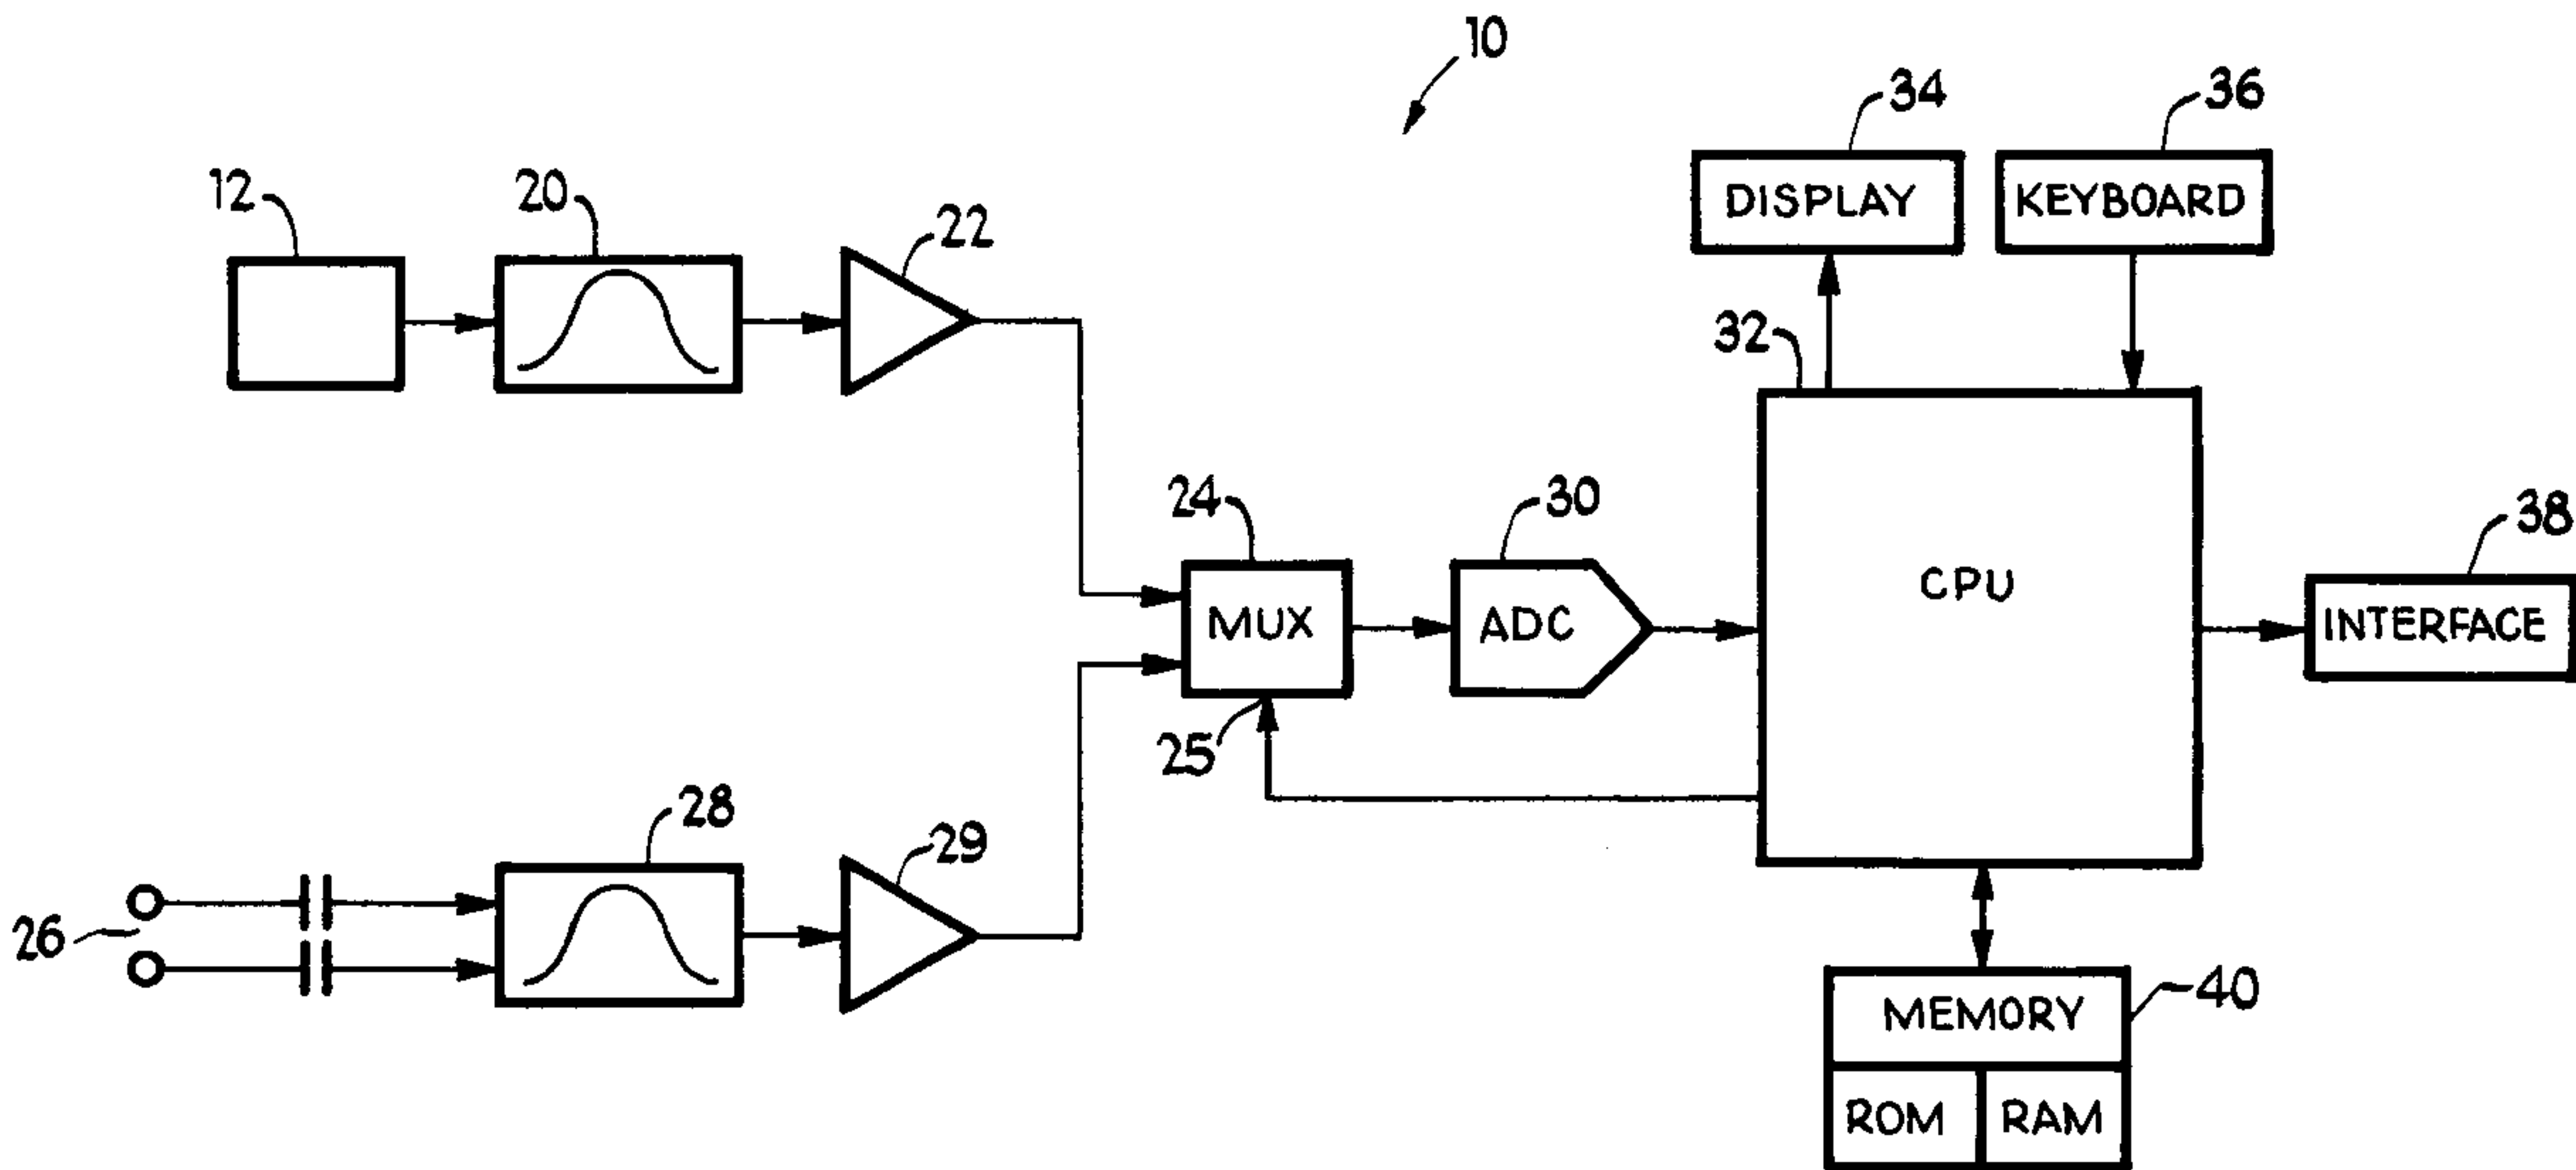 10
34
36
12
20
22
DISPLAY
KEYBOARD
32
24
30
38
CPU
MUX
ADC
INTERFACE
25
28
29
26
40
MEMORY
ROM
RAM